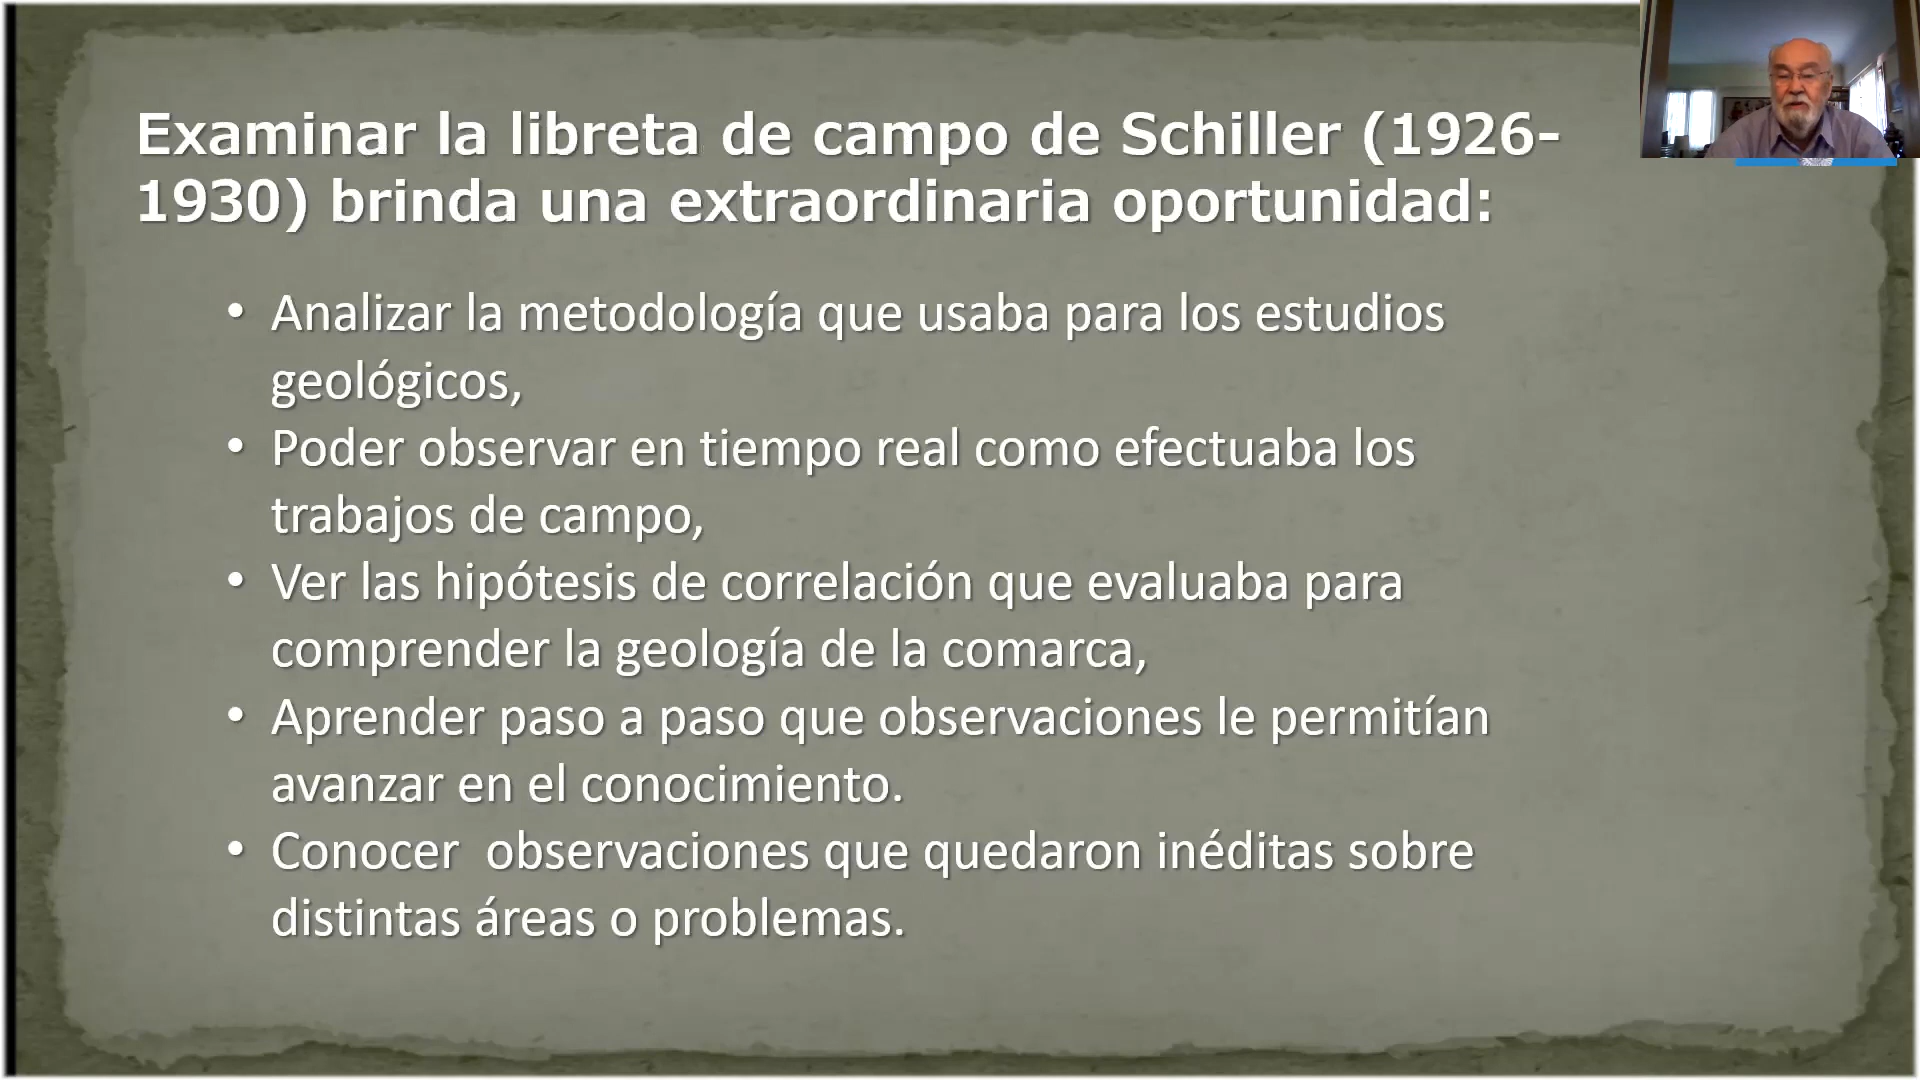 Examinar la libreta de campo de Schiller (1926-
1930) brinda una extraordinaria oportunidad:
• Analizar la metodología que usaba para los estudios
geológicos,
• Poder observar en tiempo real como efectuaba los
trabajos de campo,
• Ver las hipótesis de correlación que evaluaba para
comprender la geología de la comarca,
• Aprender paso a paso que observaciones le permitían
avanzar en el conocimiento.
• Conocer  observaciones que quedaron inéditas sobre
distintas áreas o problemas.